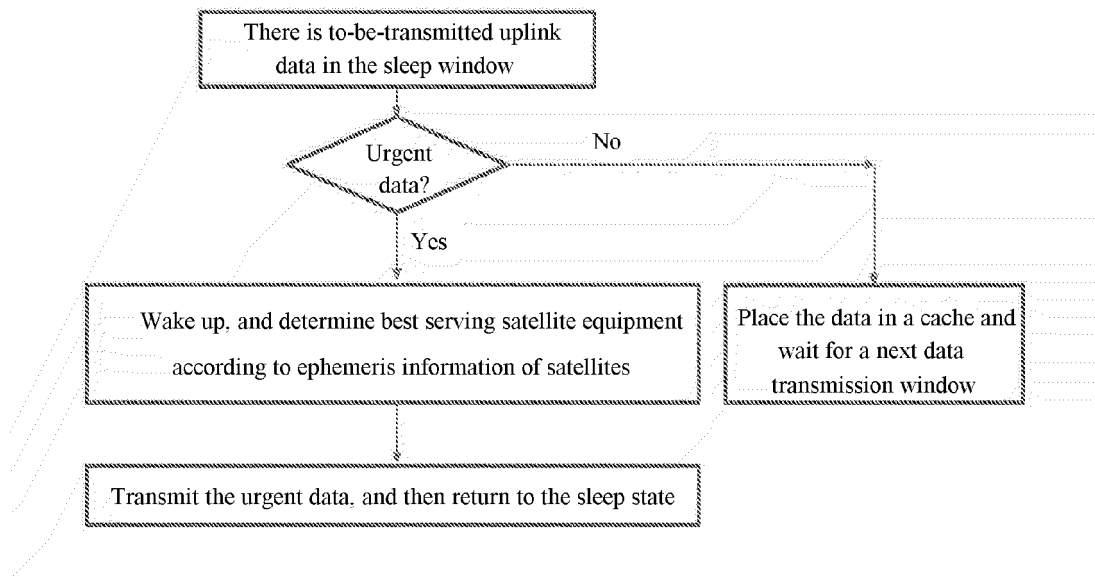 There is to-be-transmitted uplink
data in the sleep window
Urgent
data?
No
Yes
Wake up, and determine best serving satellite equipment
according to ephemeris information of satellites
Place the data in a cache and
wait for a next data
transmission window
Transmit the urgent data, and then return to the sleep state